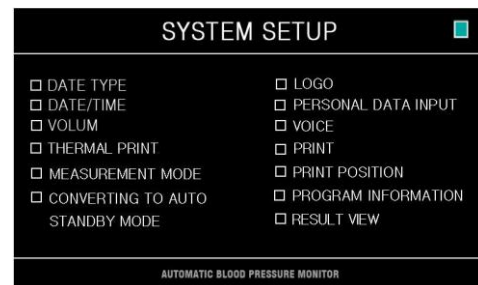 SYSTEM SETUP
DATE TYPE
DATE/TIME
VOLUM
THERMAL PRINT
MEASUREMENT MODE
CONVERTING TO AUTO
STANDBY MODE
LOGO
PERSONAL DATA INPUT
VOICE
PRINT
PRINT POSITION
PROGRAM INFORMATION
RESULT VIEW
AUTOMATIC BLOOD PRESSURE MONITOR